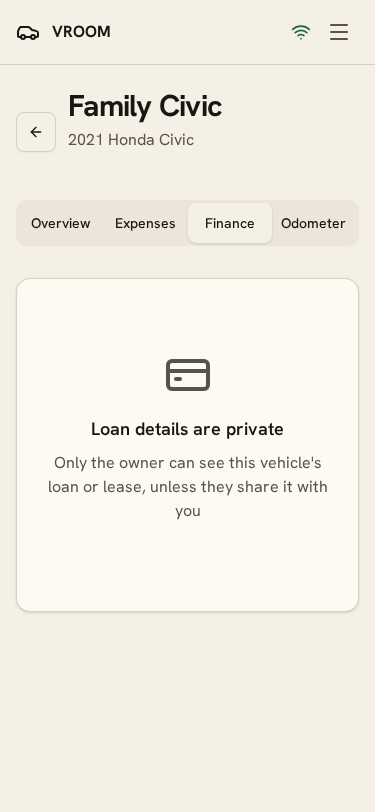 VROOM
Family Civic
2021 Honda Civic
Overview Expenses Finance Odometer
Loan details are private
Only the owner can see this vehicle's
loan or lease, unless they share it with
you